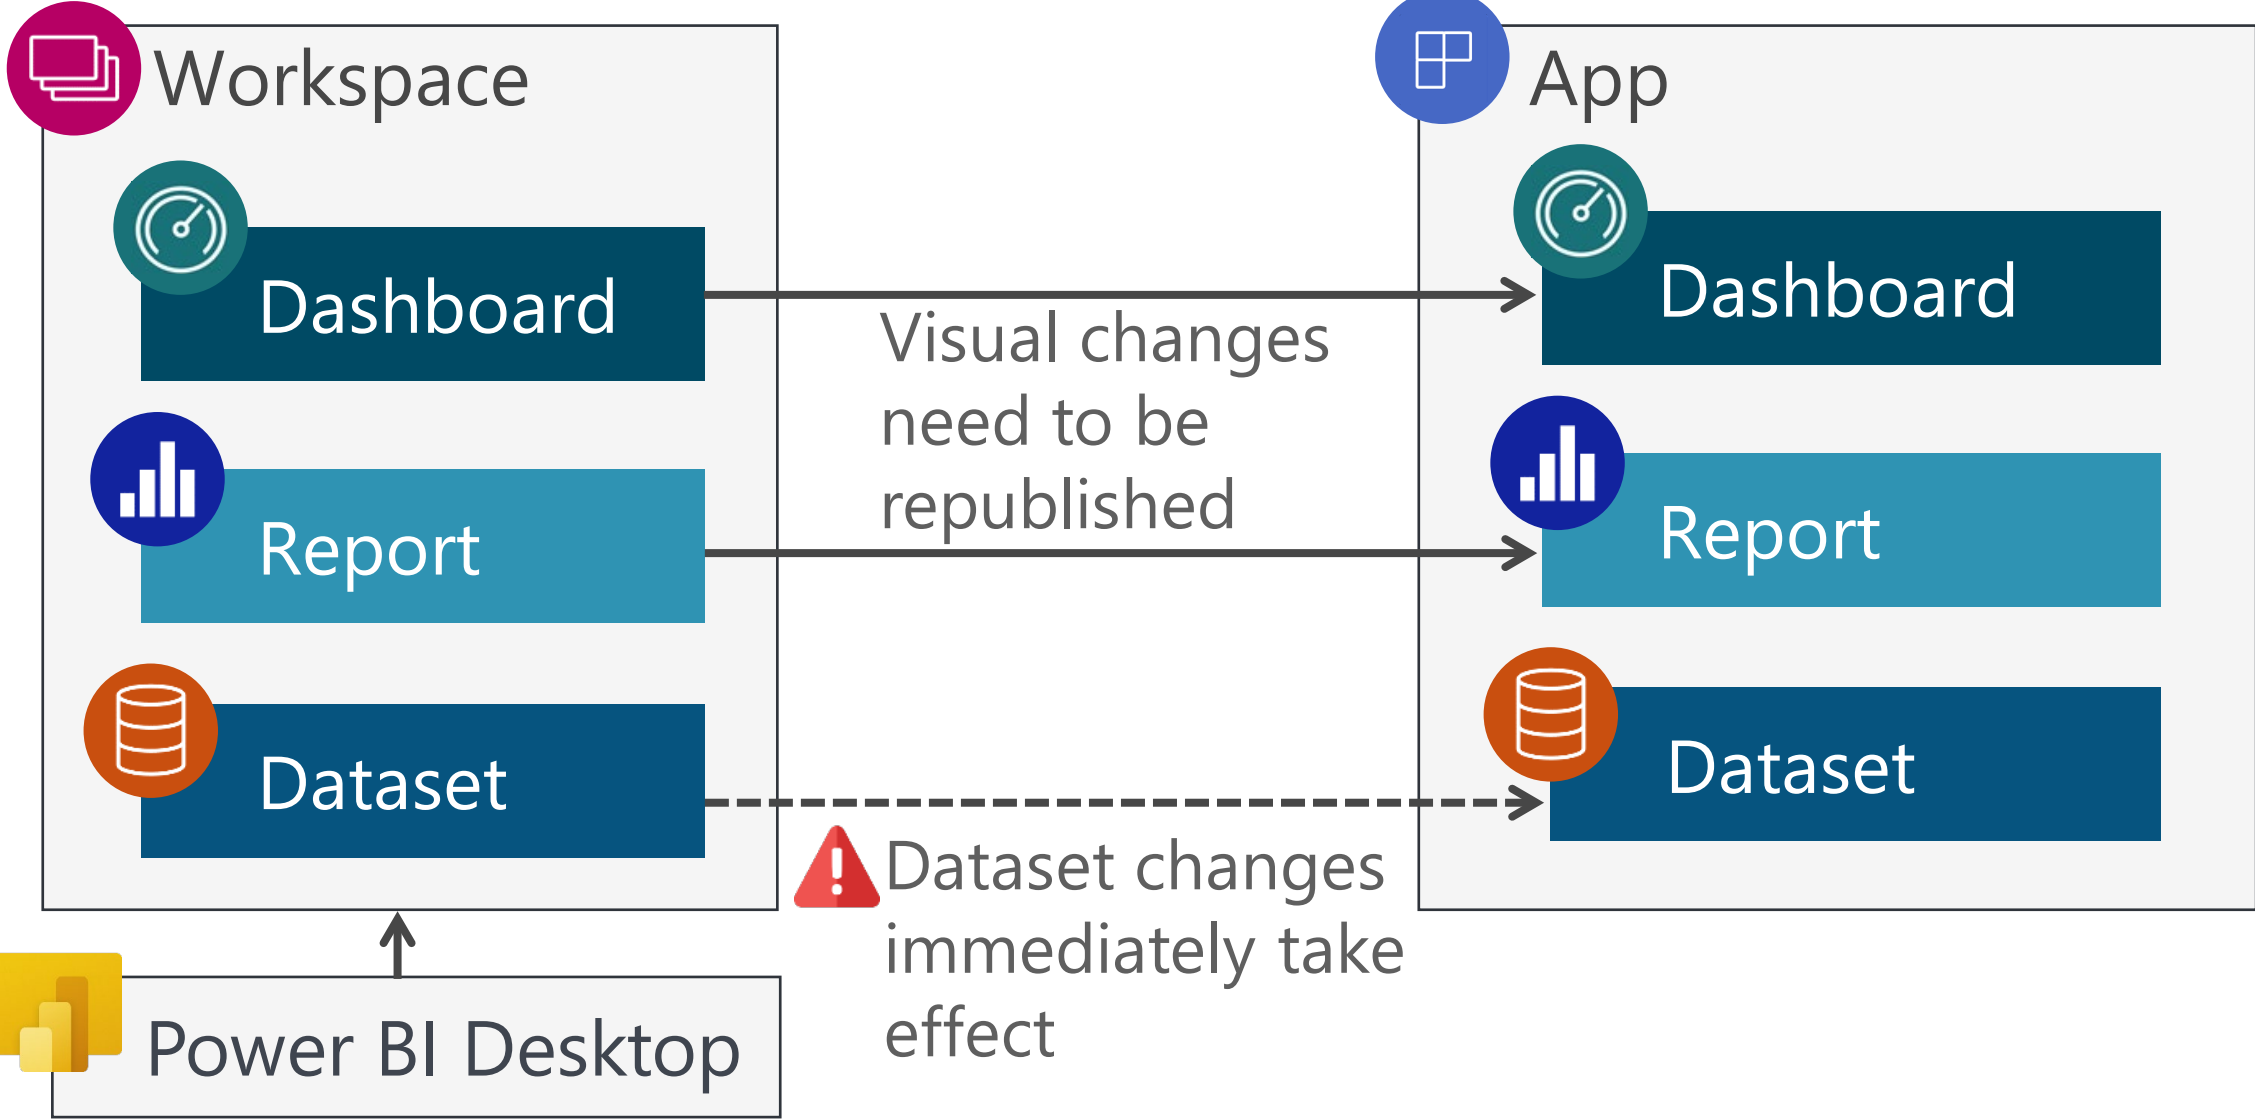 Workspace
Dashboard
Report
Dataset
Power BI Desktop
Visual changes
need to be
republished
Dataset changes
immediately take
effect
App
Dashboard
Report
Dataset